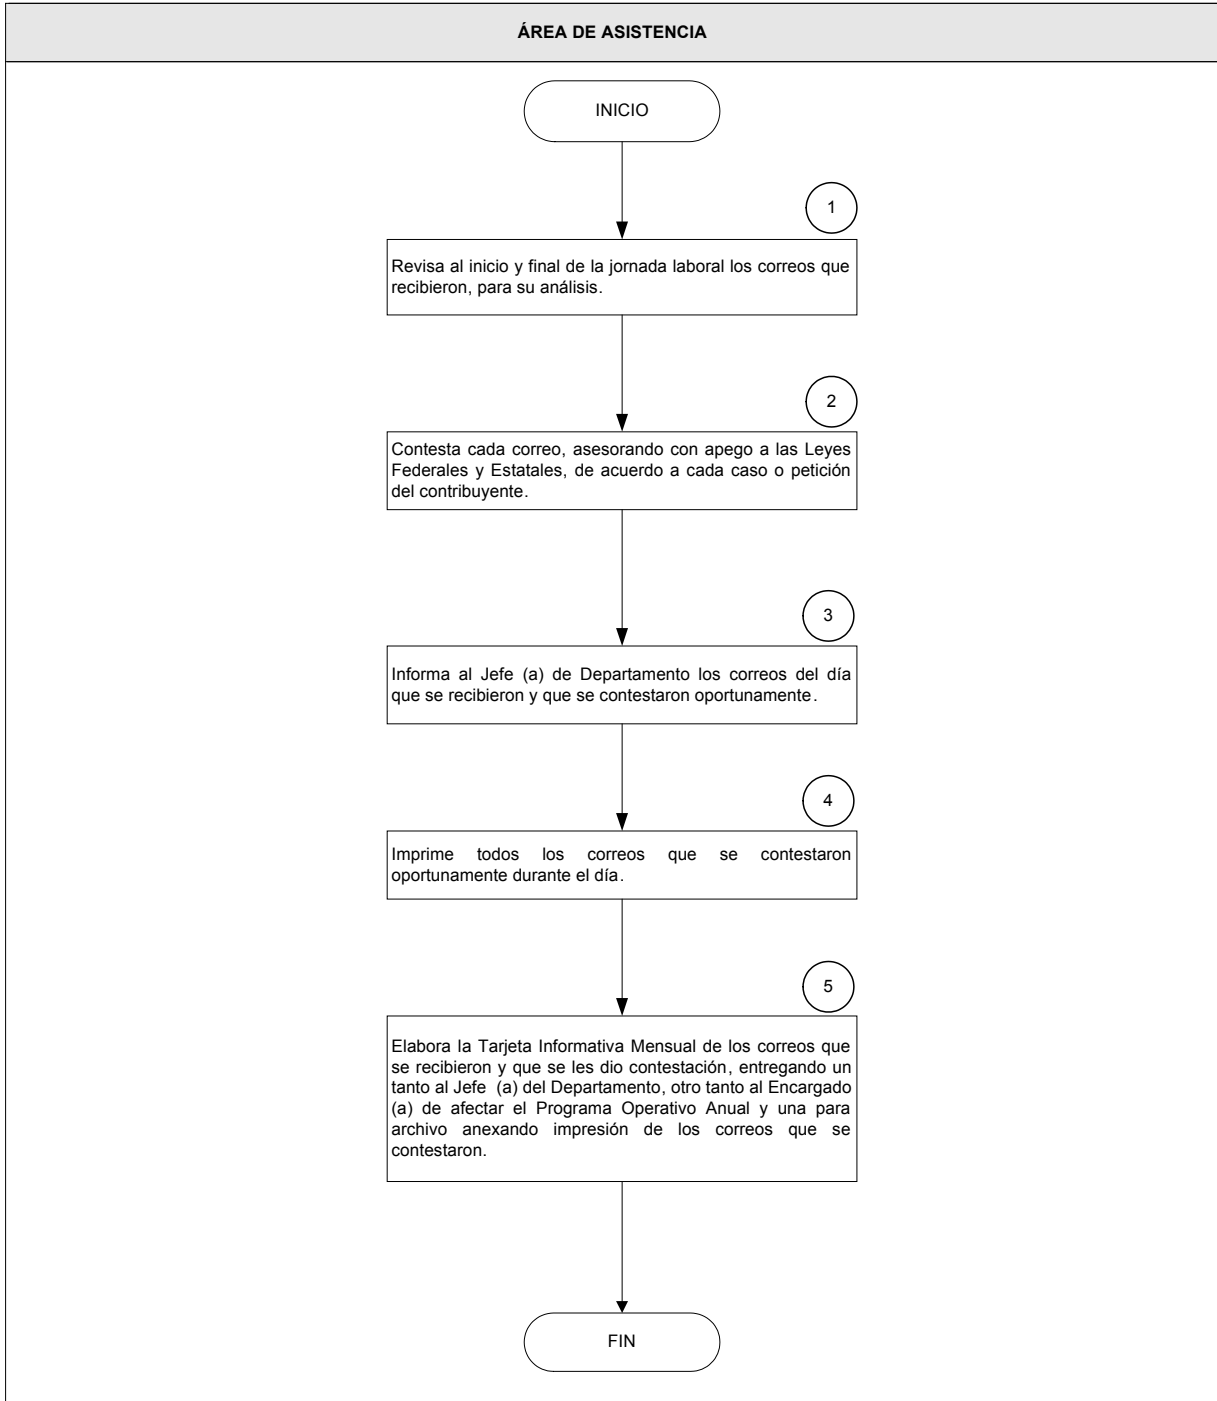 ÁREA DE ASISTENCIA
INICIO
1
Revisa al inicio y final de la jornada laboral los correos que
recibieron, para su análisis.
2
Contesta cada correo, asesorando con apego a las Leyes
Federales y Estatales, de acuerdo a cada caso o petición
del contribuyente.
3
Informa al Jefe (a) de Departamento los correos del día
que se recibieron y que se contestaron oportunamente.
4
Imprime todos los correos que se contestaron
oportunamente durante el día.
5
Elabora la Tarjeta Informativa Mensual de los correos que
se recibieron y que se les dio contestación, entregando un
tanto al Jefe (a) del Departamento, otro tanto al Encargado
(a) de afectar el Programa Operativo Anual y una para
archivo anexando impresión de los correos que se
contestaron.
FIN